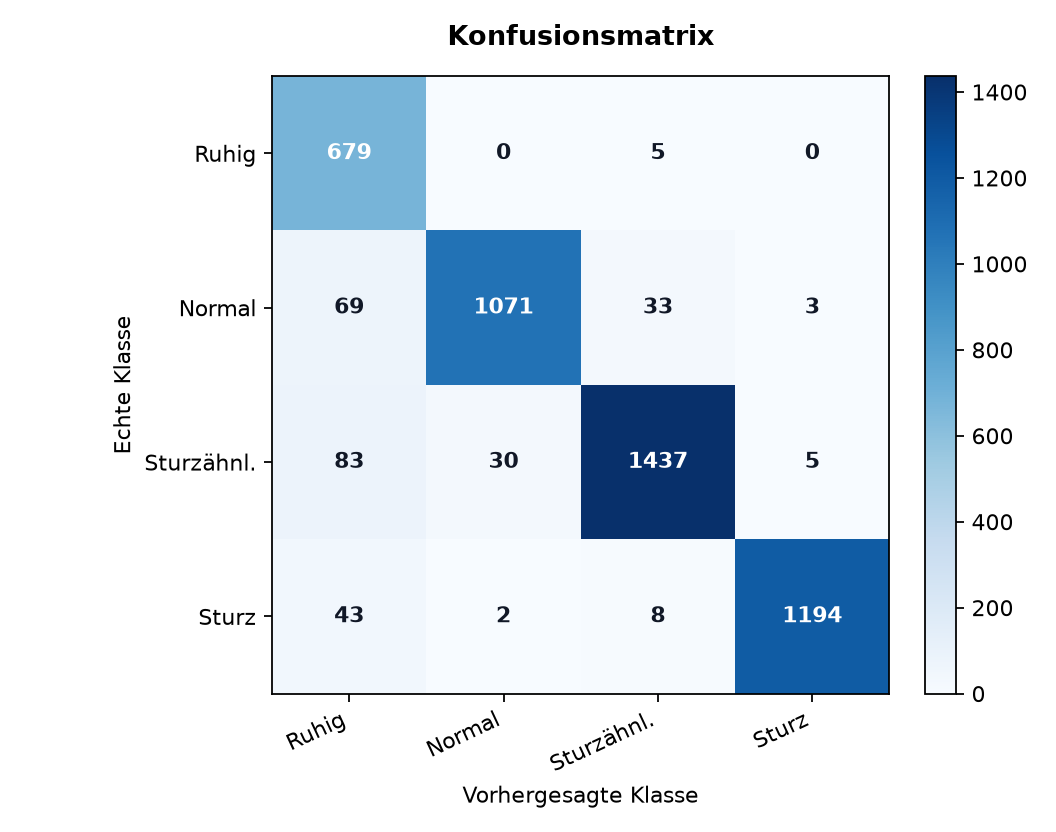 Konfusionsmatrix
Ruhig 679 0 5 0
Normal 69 1071 33 3
Sturzähnl. 83 30 1437 5
Sturz 43 2 8 1194
Ruhig Normal Sturzähnl. Sturz
Vorhergesagte Klasse
Echte Klasse
1400
1200
1000
800
600
400
200
0